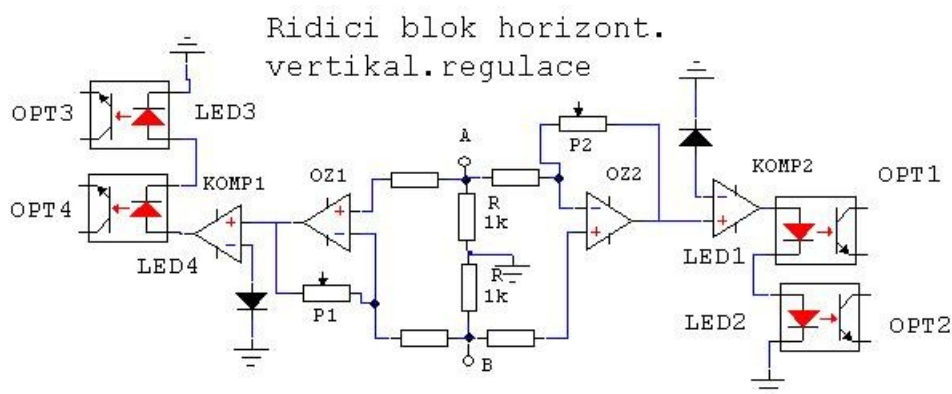 Ridici blok horizont.
vertikal.regulace
OPT3
LED3
OPT4
LED4
KOMP1
OZ1
P1
A
R
1k
R
1k
B
P2
OZ2
KOMP2
OPT1
LED1
LED2
OPT2